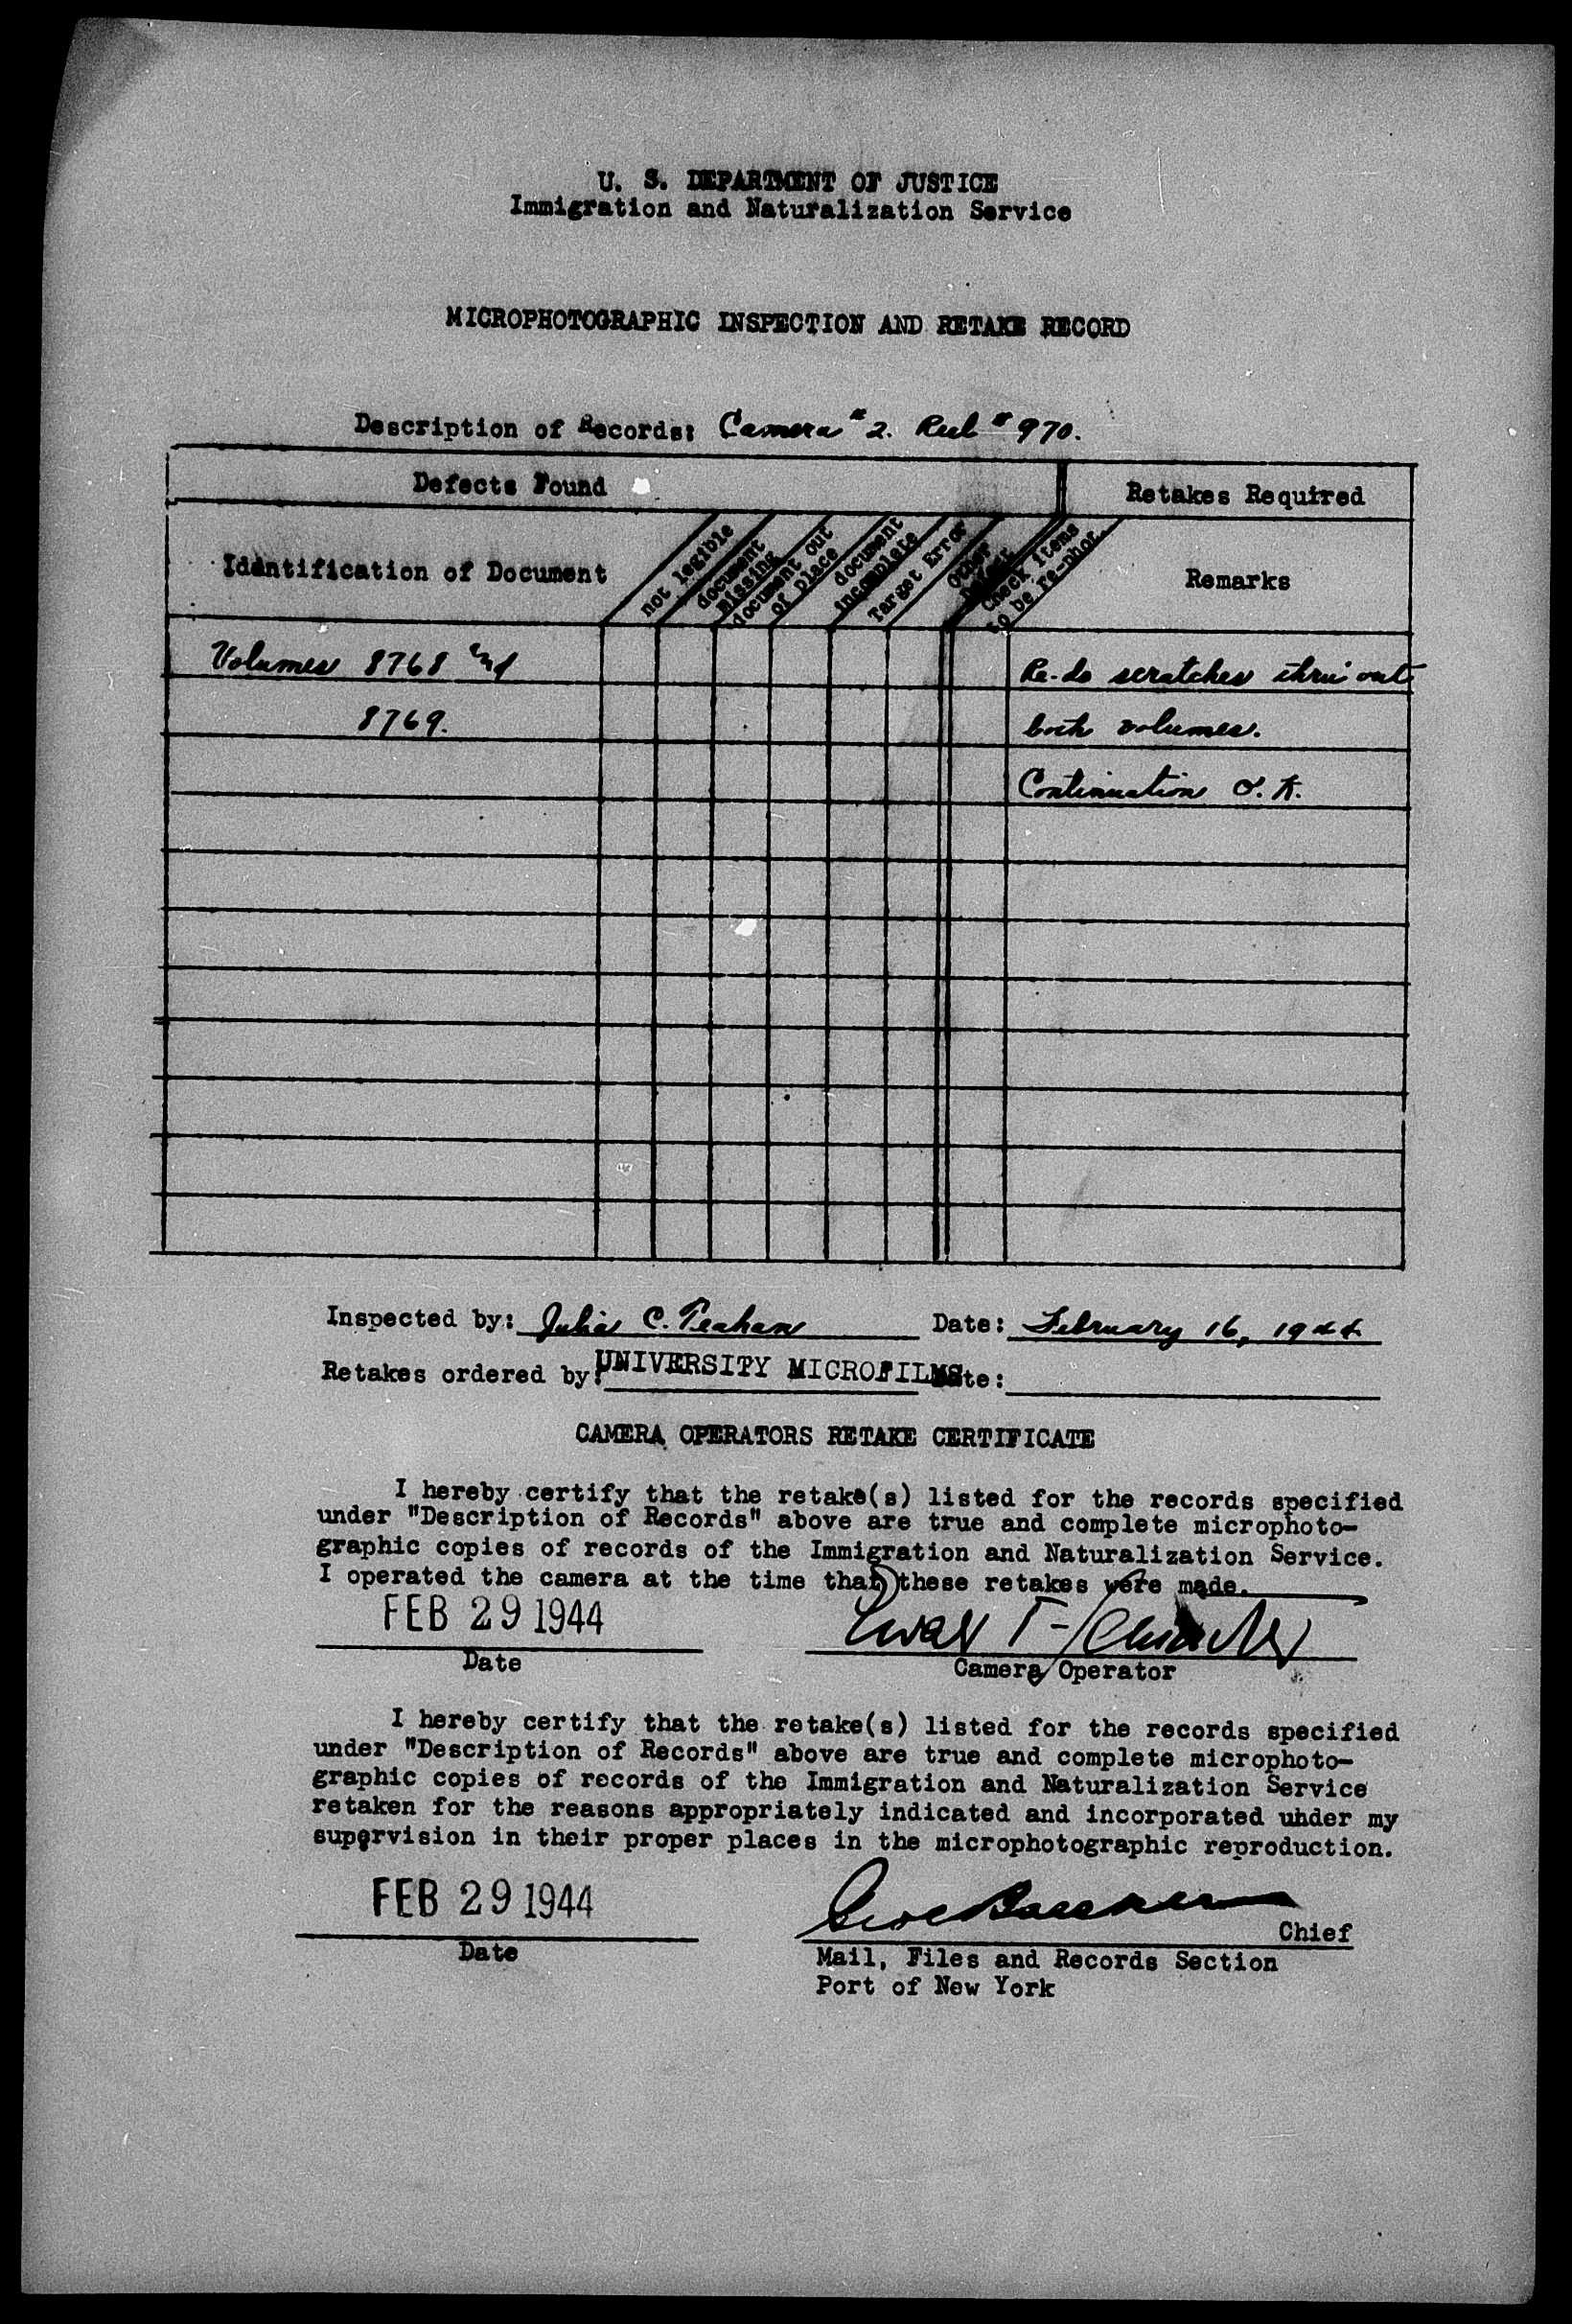 U. S. DEPARTMENT OF JUSTICE
Immigration and Naturalization Service
MICROPHOTOGRAPHIC INSPECTION AND RETAKE RECORD
Description of Records: Camera #2. Reel #970.
Defects Found
Retakes Required
Identification of Document
not legible
document missing
document out of place
document incomplete
Target Error
Other
Check items to be re-phot.
Remarks
Volumes 8768 and Re-do scratches thru out
8769. both volumes.
Continuation O.K.
Inspected by: Julia C. Date: February 16, 1944
Retakes ordered by: UNIVERSITY MICROFILMS Date:
CAMERA OPERATORS RETAKE CERTIFICATE
I hereby certify that the retake(s) listed for the records specified
under "Description of Records" above are true and complete microphoto-
graphic copies of records of the Immigration and Naturalization Service.
I operated the camera at the time that these retakes were made.
FEB 29 1944
Date
Camera Operator
I hereby certify that the retake(s) listed for the records specified
under "Description of Records" above are true and complete microphoto-
graphic copies of records of the Immigration and Naturalization Service
retaken for the reasons appropriately indicated and incorporated under my
supervision in their proper places in the microphotographic reproduction.
FEB 29 1944
Chief
Date
Mail, Files and Records Section
Port of New York